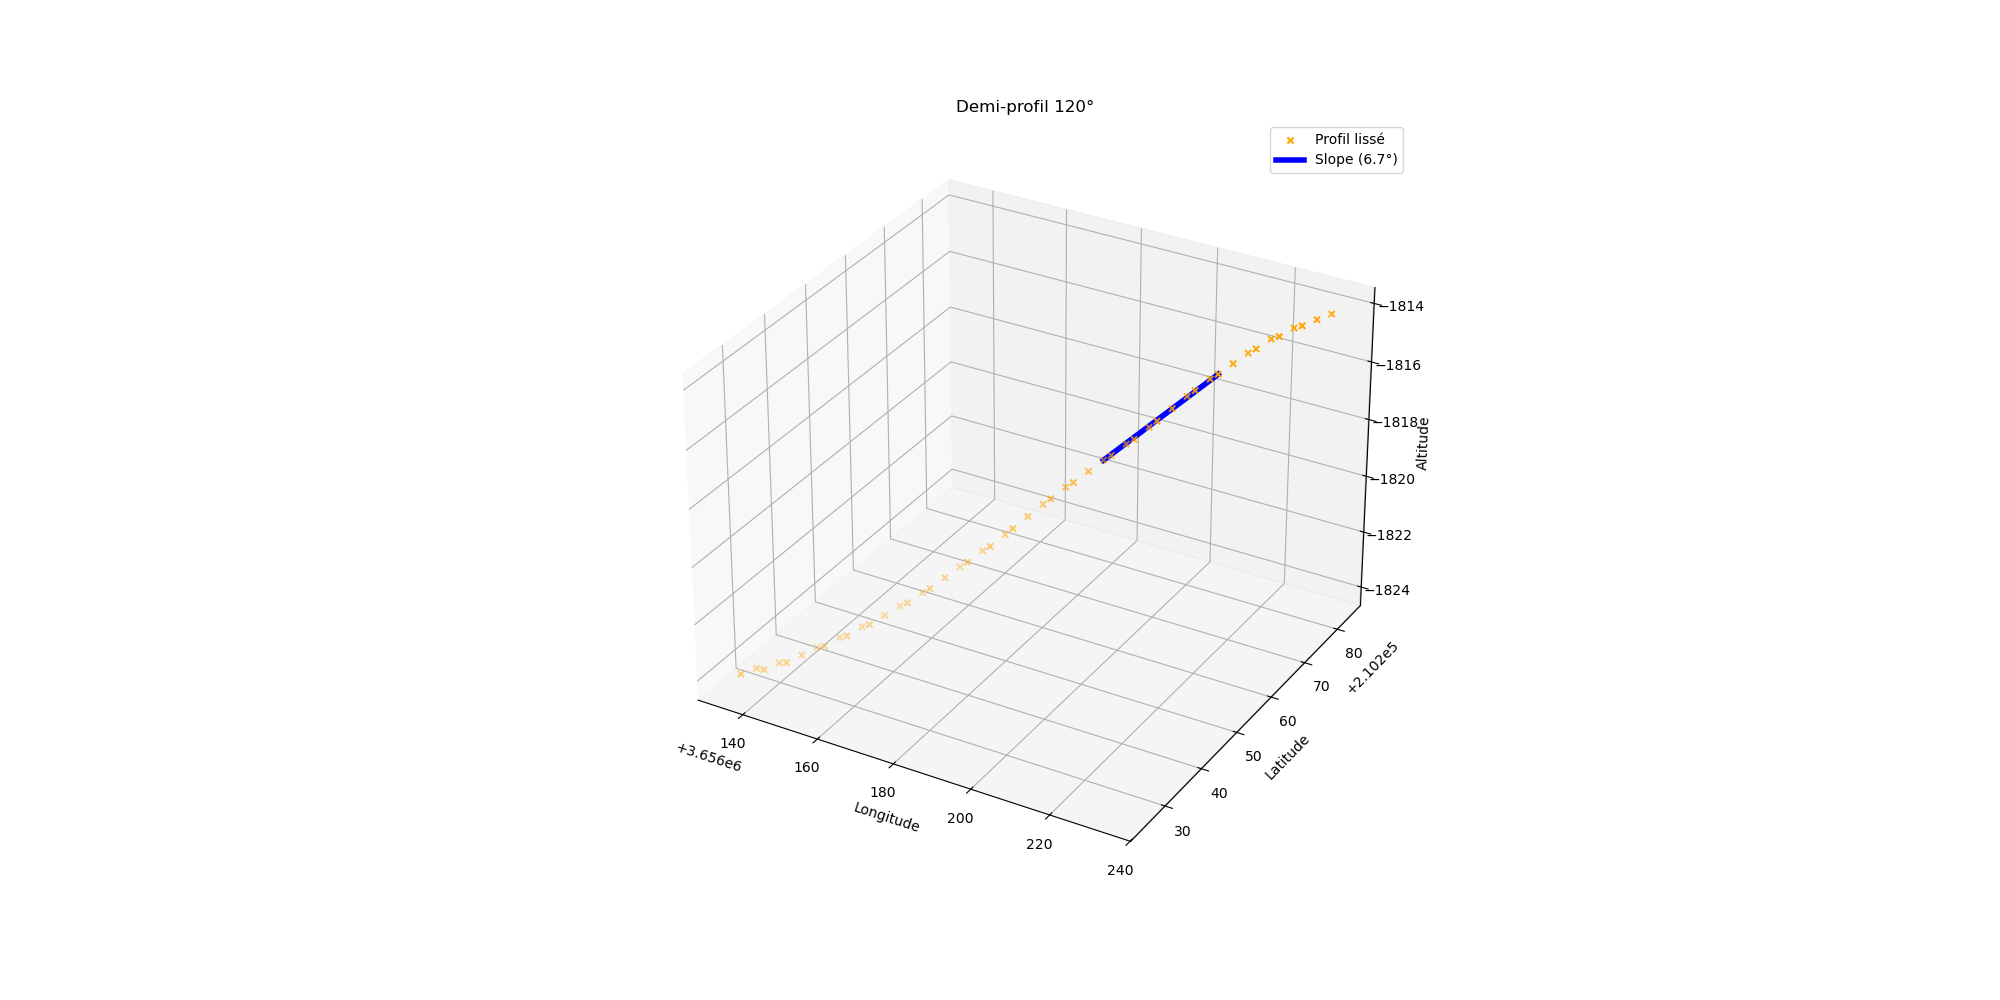 Demi-profil 120°
Profil lissé
Slope (6.7°)
−1814
−1816
−1818
−1820
−1822
−1824
Altitude
80
70
60
50
40
30
+2.102e5
Latitude
140
160
180
200
220
240
+3.656e6
Longitude